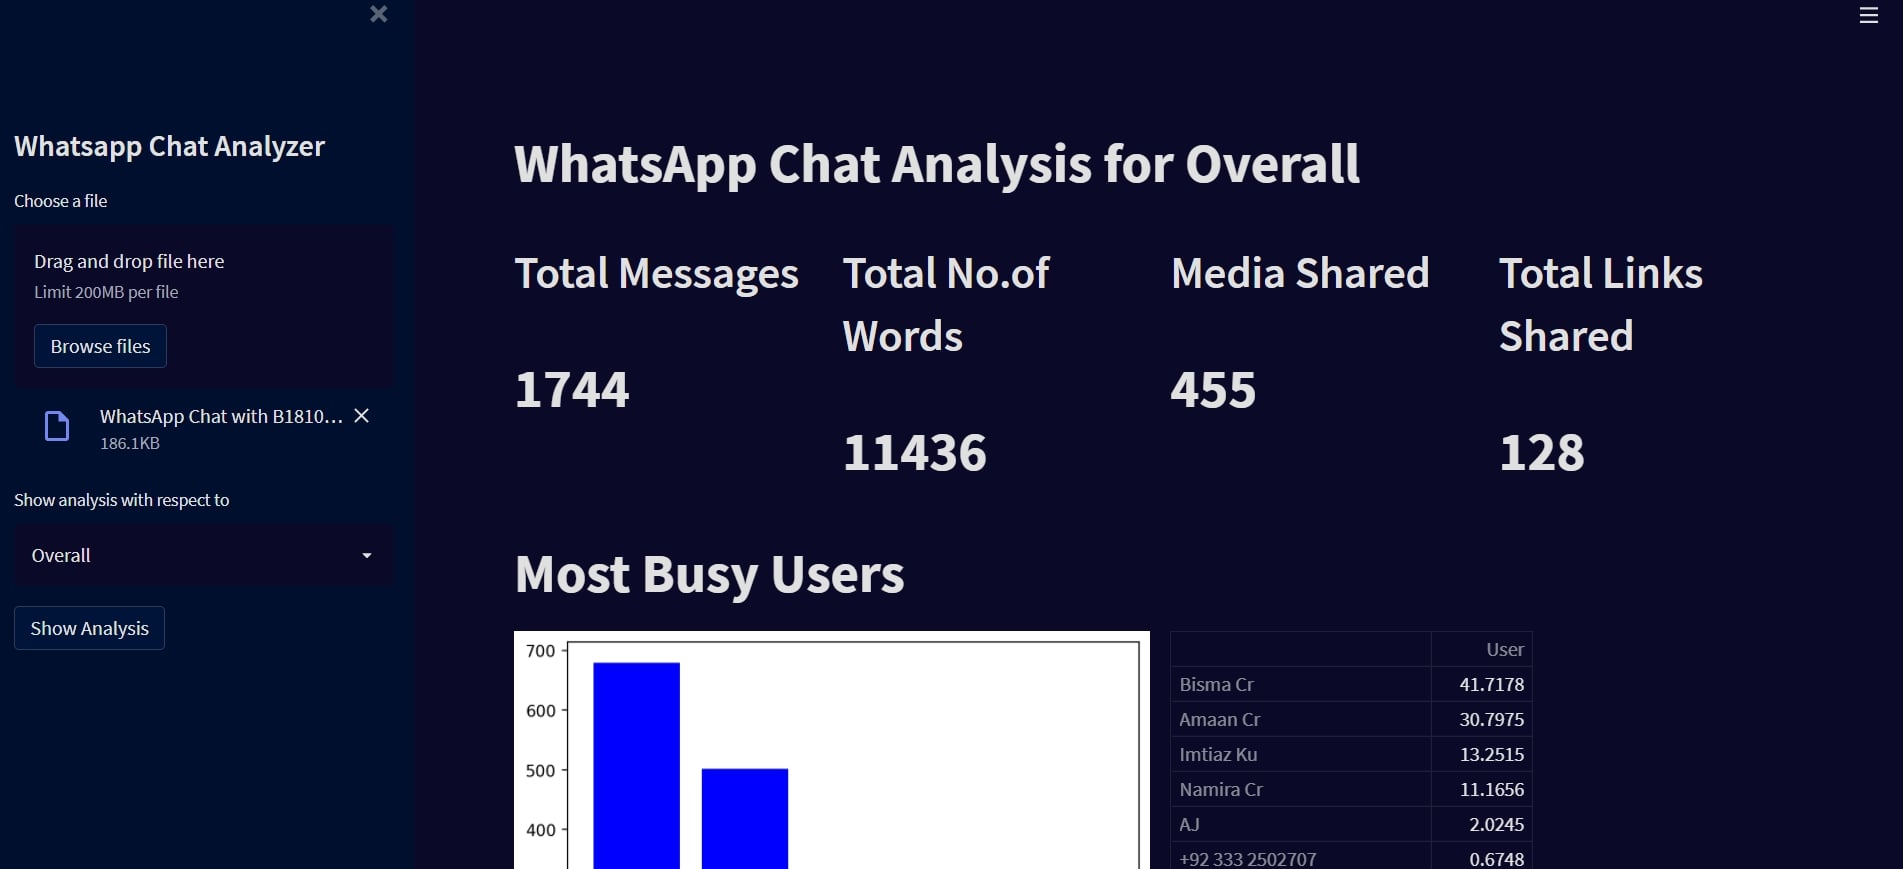 Whatsapp Chat Analyzer
Choose a file
Drag and drop file here
Limit 200MB per file
Browse files
WhatsApp Chat with B1810...
186.1KB
Show analysis with respect to
Overall
Show Analysis
WhatsApp Chat Analysis for Overall
Total Messages
1744
Total No.of
Words
11436
Media Shared
455
Total Links
Shared
128
Most Busy Users
700
600
500
400
User
Bisma Cr 41.7178
Amaan Cr 30.7975
Imtiaz Ku 13.2515
Namira Cr 11.1656
AJ 2.0245
+92 333 2502707 0.6748